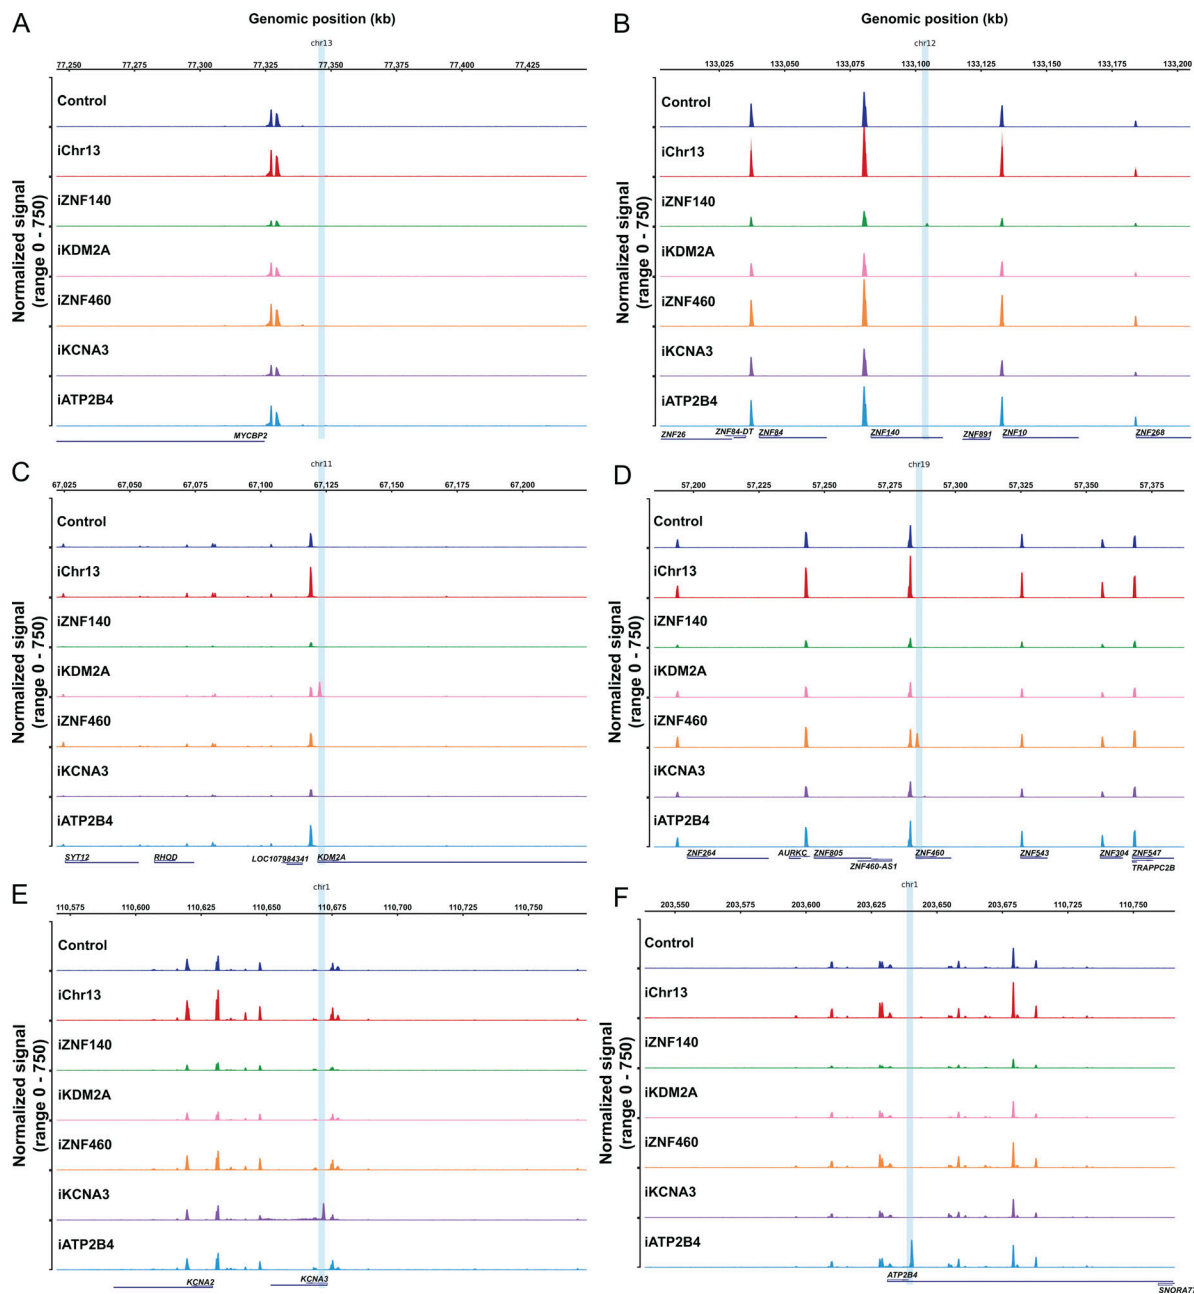 A
Genomic position (kb)
chr13
77,250 77,275 77,300 77,325 77,350 77,375 77,400 77,425
Normalized signal
(range 0 - 750)
Control
iChr13
iZNF140
iKDM2A
iZNF460
iKCNA3
iATP2B4
MYCBP2
B
Genomic position (kb)
chr12
133,025 133,050 133,080 133,100 133,133 133,150 133,175 133,200
Normalized signal
(range 0 - 750)
Control
iChr13
iZNF140
iKDM2A
iZNF460
iKCNA3
iATP2B4
ZNF26 ZNF84-DT ZNF84 ZNF140 ZNF891 ZNF10 ZNF268
C
chr11
67,025 67,050 67,075 67,100 67,125 67,150 67,175 67,200
Normalized signal
(range 0 - 750)
Control
iChr13
iZNF140
iKDM2A
iZNF460
iKCNA3
iATP2B4
SYT12 RHOD LOC107984341 KDM2A
D
chr19
57,200 57,225 57,250 57,275 57,300 57,325 57,350 57,375
Normalized signal
(range 0 - 750)
Control
iChr13
iZNF140
iKDM2A
iZNF460
iKCNA3
iATP2B4
ZNF264 AURKC ZNF805 ZNF460 ZNF543 ZNF304 ZNF547
ZNF460-AS1 TRAPPC2B
E
chr1
110,575 110,600 110,625 110,650 110,675 110,700 110,725 110,750
Normalized signal
(range 0 - 750)
Control
iChr13
iZNF140
iKDM2A
iZNF460
iKCNA3
iATP2B4
KCNA2 KCNA3
F
chr1
203,550 203,575 203,600 203,625 203,650 203,675 110,725 110,750
Normalized signal
(range 0 - 750)
Control
iChr13
iZNF140
iKDM2A
iZNF460
iKCNA3
iATP2B4
ATP2B4
SNORA77